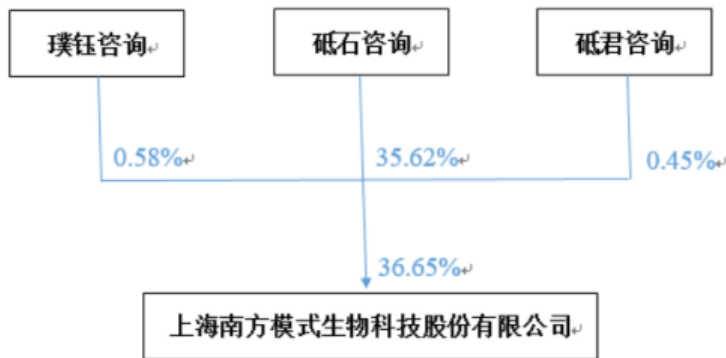 璞钰咨询
砥石咨询
砥君咨询
0.58%
35.62%
0.45%
36.65%
上海南方模式生物科技股份有限公司